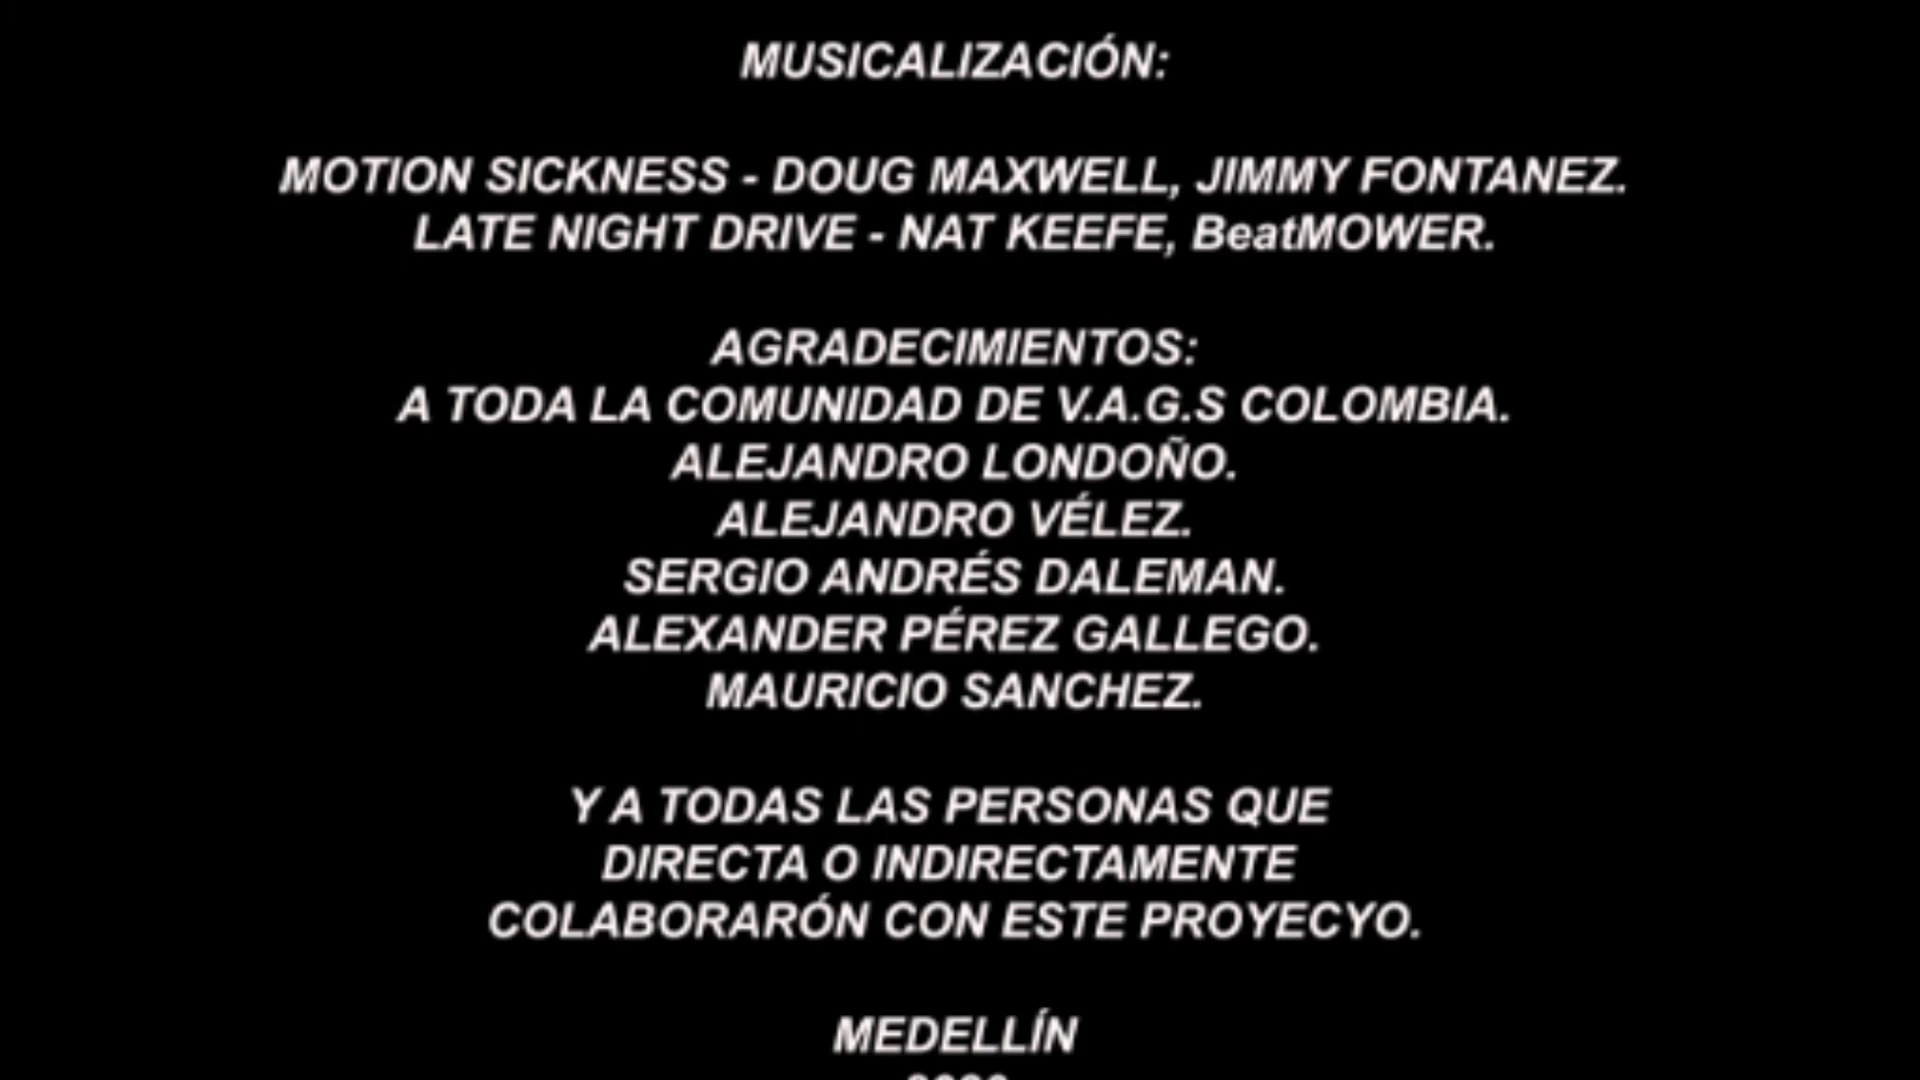 MUSICALIZACIÓN:
MOTION SICKNESS - DOUG MAXWELL, JIMMY FONTANEZ.
LATE NIGHT DRIVE - NAT KEEFE, BeatMOWER.
AGRADECIMIENTOS:
A TODA LA COMUNIDAD DE V.A.G.S COLOMBIA.
ALEJANDRO LONDOÑO.
ALEJANDRO VÉLEZ.
SERGIO ANDRÉS DALEMAN.
ALEXANDER PÉREZ GALLEGO.
MAURICIO SANCHEZ.
Y A TODAS LAS PERSONAS QUE
DIRECTA O INDIRECTAMENTE
COLABORARÓN CON ESTE PROYECYO.
MEDELLÍN